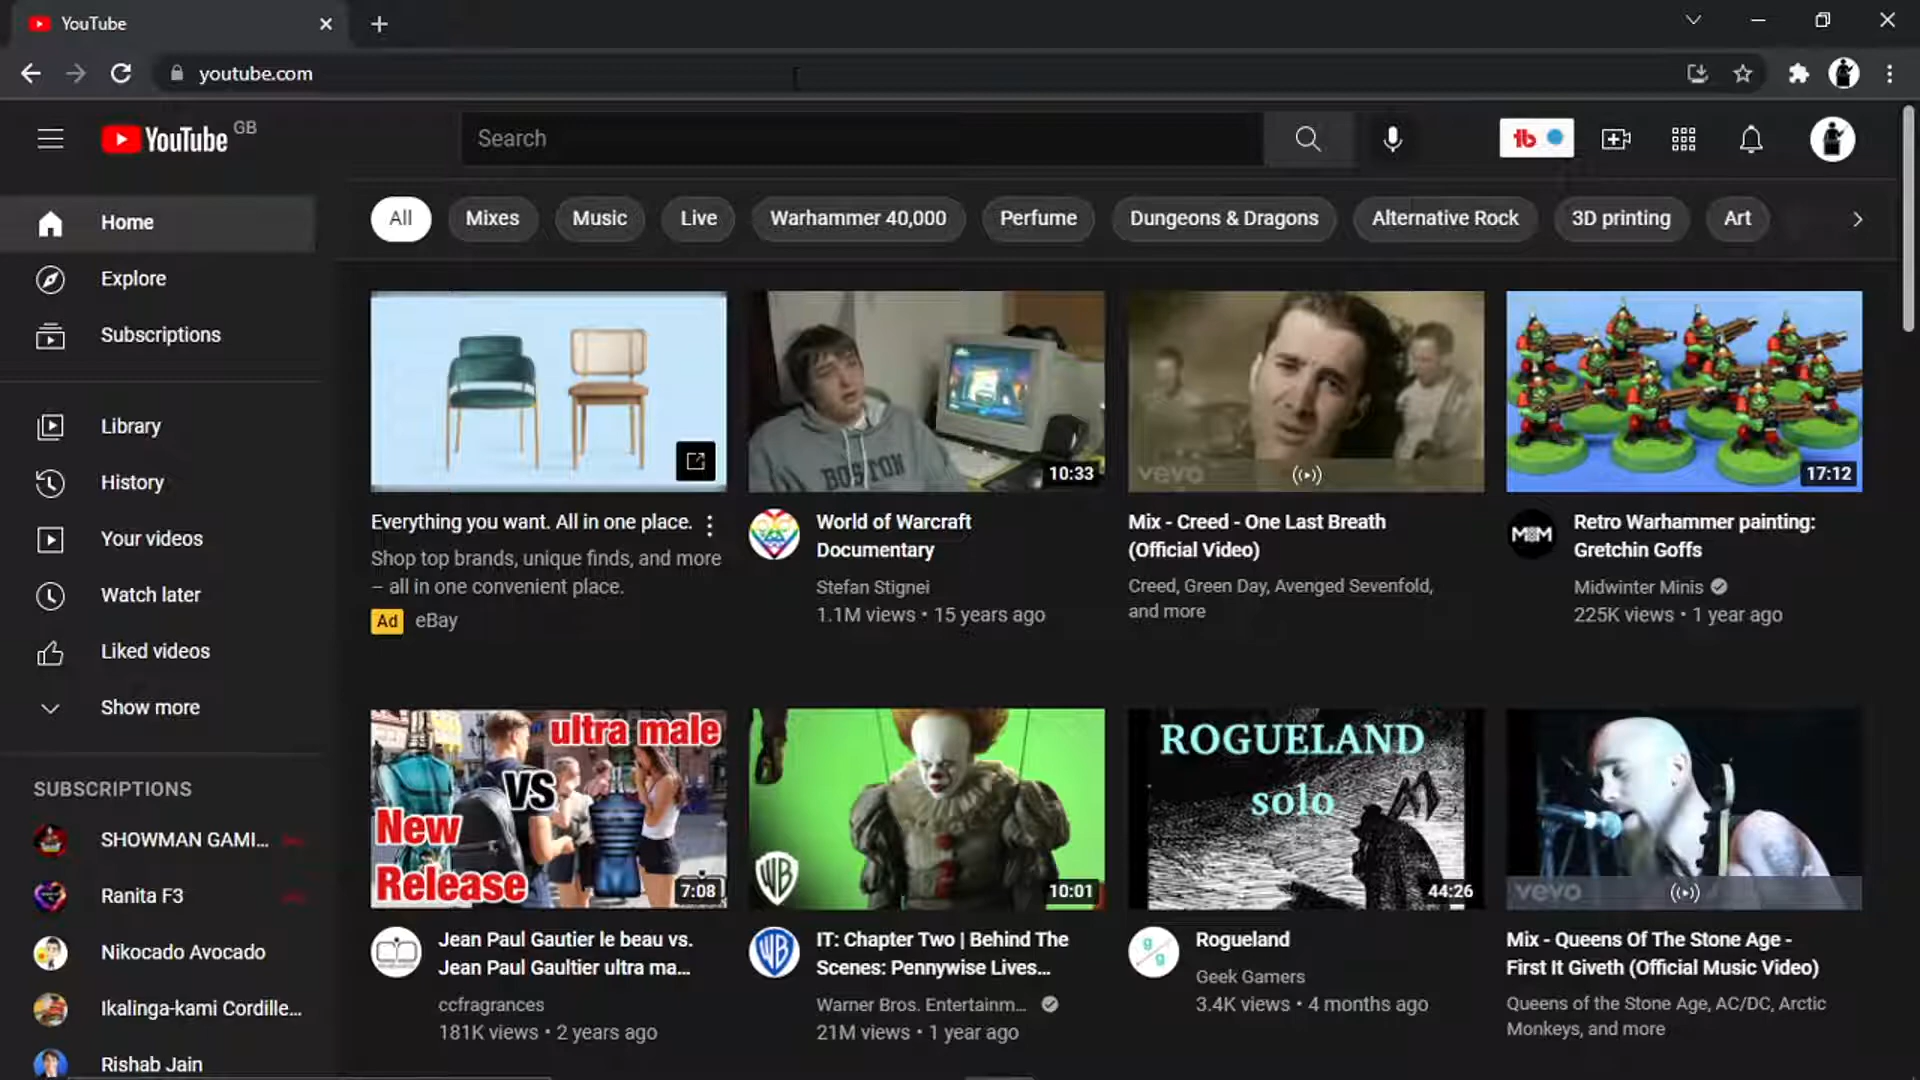 YouTube
youtube.com
YouTube GB
Search
tb
All
Mixes
Music
Live
Warhammer 40,000
Perfume
Dungeons & Dragons
Alternative Rock
3D printing
Art
Home
Explore
Subscriptions
Library
History
Your videos
Watch later
Liked videos
Show more
SUBSCRIPTIONS
SHOWMAN GAMI...
Ranita F3
Nikocado Avocado
Ikalinga-kami Cordille...
Rishab Jain
Everything you want. All in one place.
Shop top brands, unique finds, and more
– all in one convenient place.
Ad eBay
BOSTON
10:33
World of Warcraft
Documentary
Stefan Stignei
1.1M views • 15 years ago
vevo
Mix - Creed - One Last Breath
(Official Video)
Creed, Green Day, Avenged Sevenfold,
and more
17:12
MM
Retro Warhammer painting:
Gretchin Goffs
Midwinter Minis
225K views • 1 year ago
ultra male
VS
New
Release
7:08
Jean Paul Gautier le beau vs.
Jean Paul Gaultier ultra ma...
ccfragrances
181K views • 2 years ago
WB
10:01
WB
IT: Chapter Two | Behind The
Scenes: Pennywise Lives...
Warner Bros. Entertainm...
21M views • 1 year ago
ROGUELAND
solo
44:26
g
g
Rogueland
Geek Gamers
3.4K views • 4 months ago
vevo
Mix - Queens Of The Stone Age -
First It Giveth (Official Music Video)
Queens of the Stone Age, AC/DC, Arctic
Monkeys, and more